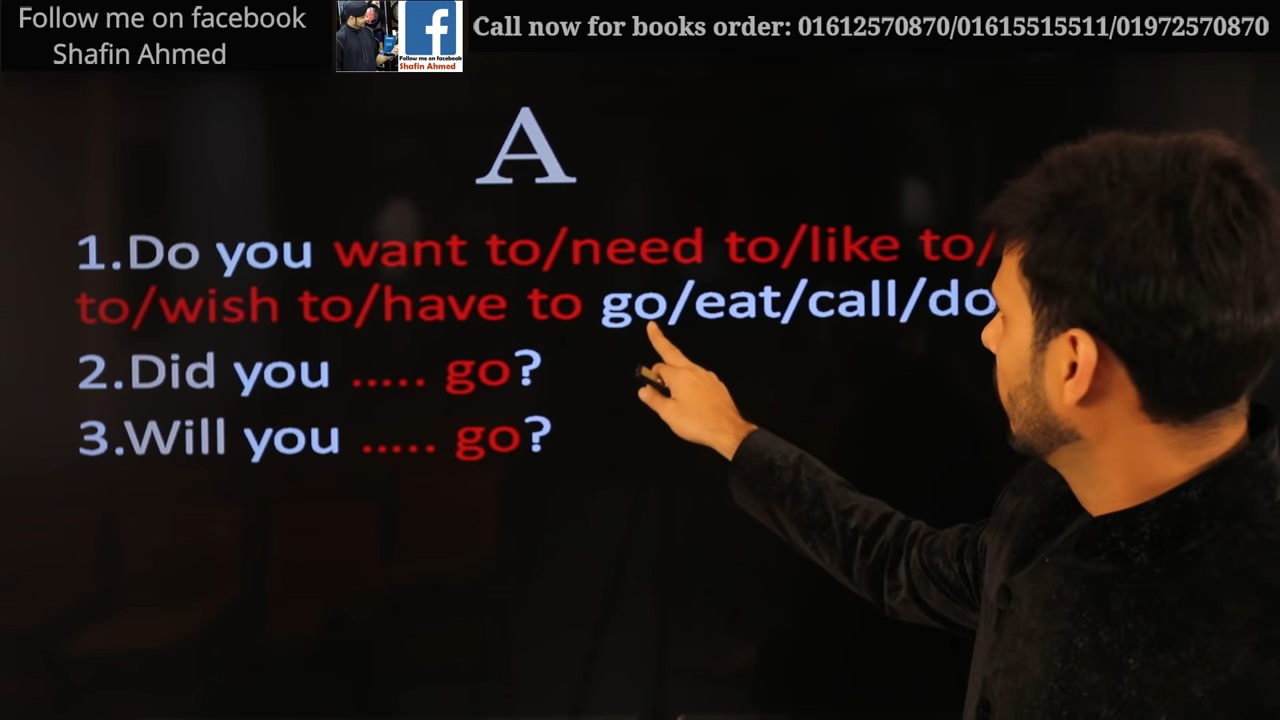 Follow me on facebook
Shafin Ahmed
Follow me on facebook
Shafin Ahmed
Call now for books order: 01612570870/01615515511/01972570870
A
1.Do you want to/need to/like to/
to/wish to/have to go/eat/call/do
2.Did you ..... go?
3.Will you ..... go?